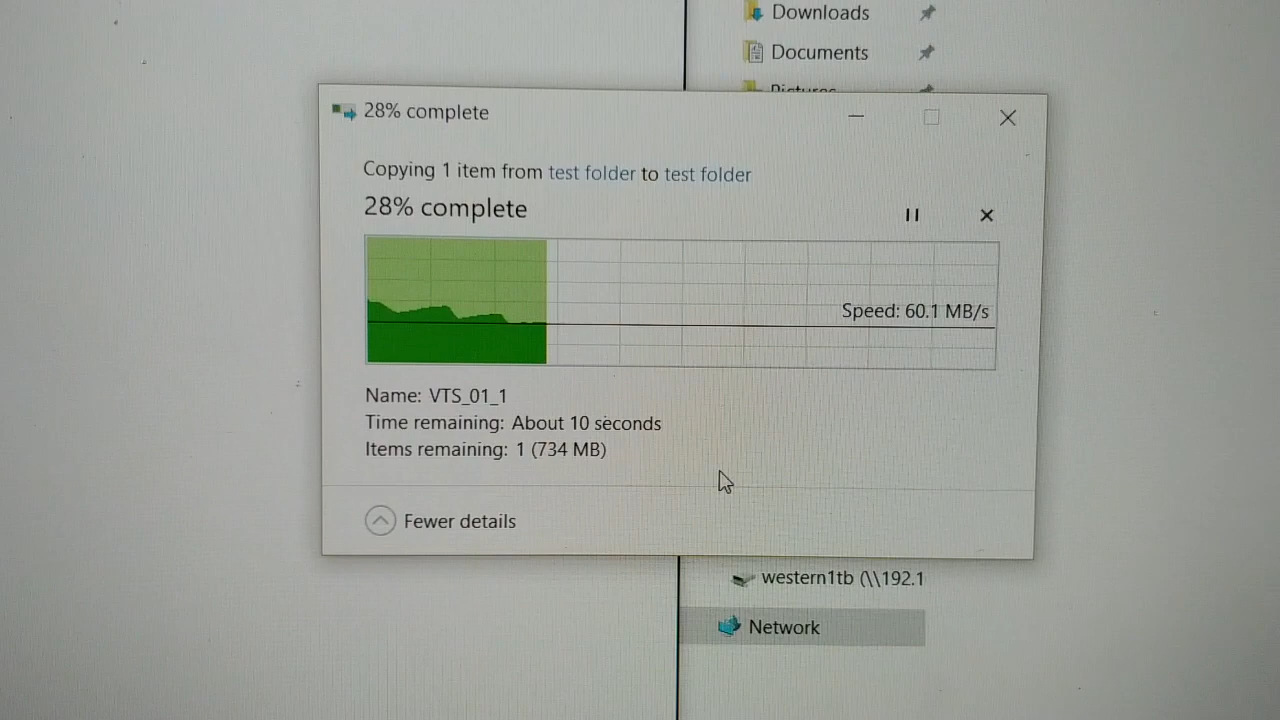 Downloads
Documents
Pictures
28% complete
Copying 1 item from test folder to test folder
28% complete
Speed: 60.1 MB/s
Name: VTS_01_1
Time remaining: About 10 seconds
Items remaining: 1 (734 MB)
Fewer details
western1tb (\\192.1
Network